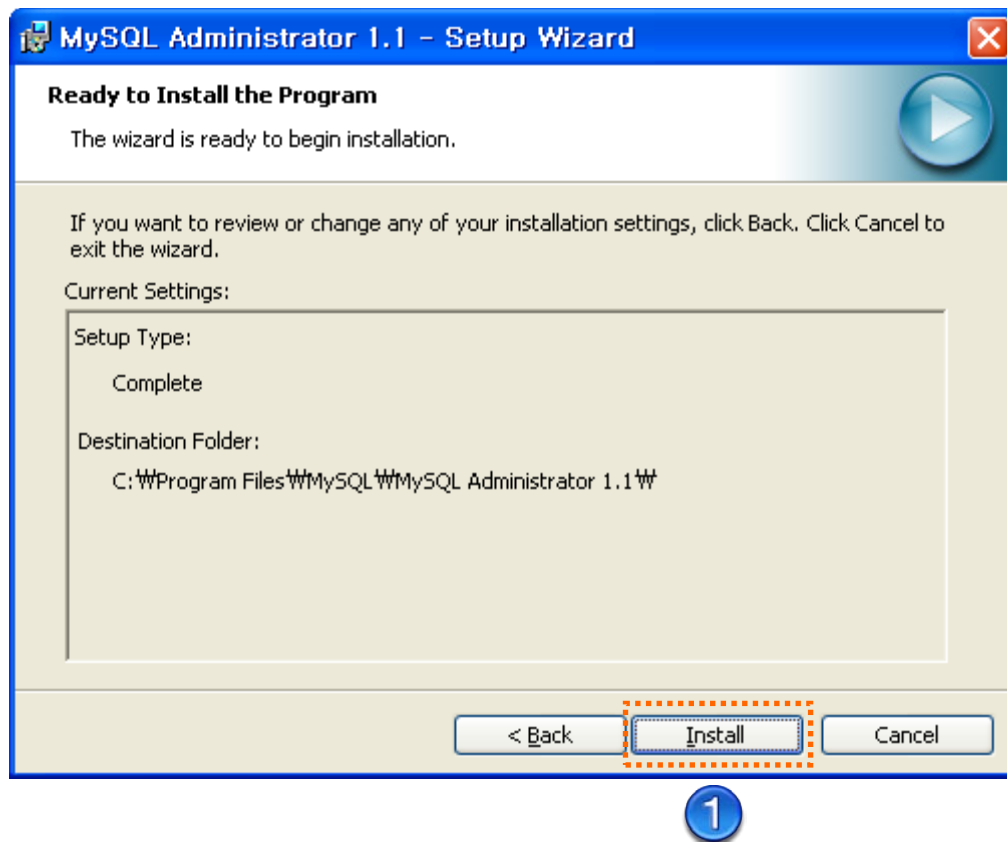 MySQL Administrator 1.1 - Setup Wizard
Ready to Install the Program
The wizard is ready to begin installation.
If you want to review or change any of your installation settings, click Back. Click Cancel to
exit the wizard.
Current Settings:
Setup Type:
Complete
Destination Folder:
C:₩Program Files₩MySQL₩MySQL Administrator 1.1₩
< Back
Install
Cancel
1